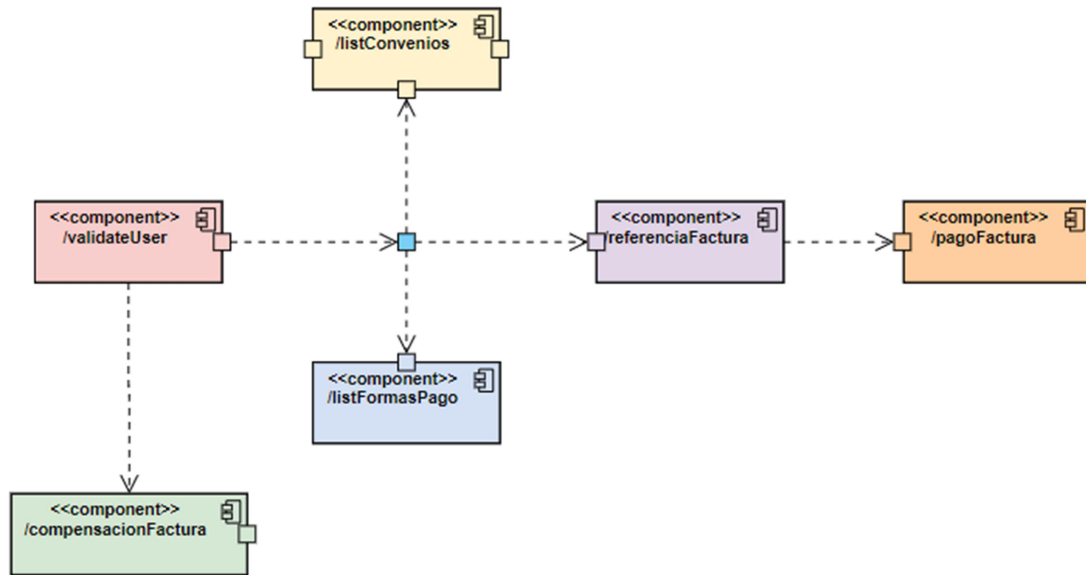 <<component>>
/listConvenios
<<component>>
/validateUser
<<component>>
/referenciaFactura
<<component>>
/pagoFactura
<<component>>
/listFormasPago
<<component>>
/compensacionFactura